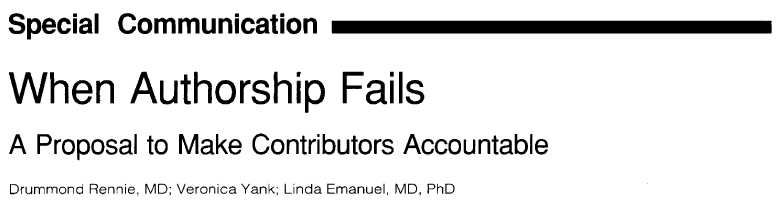 Special Communication
When Authorship Fails
A Proposal to Make Contributors Accountable
Drummond Rennie, MD; Veronica Yank; Linda Emanuel, MD, PhD